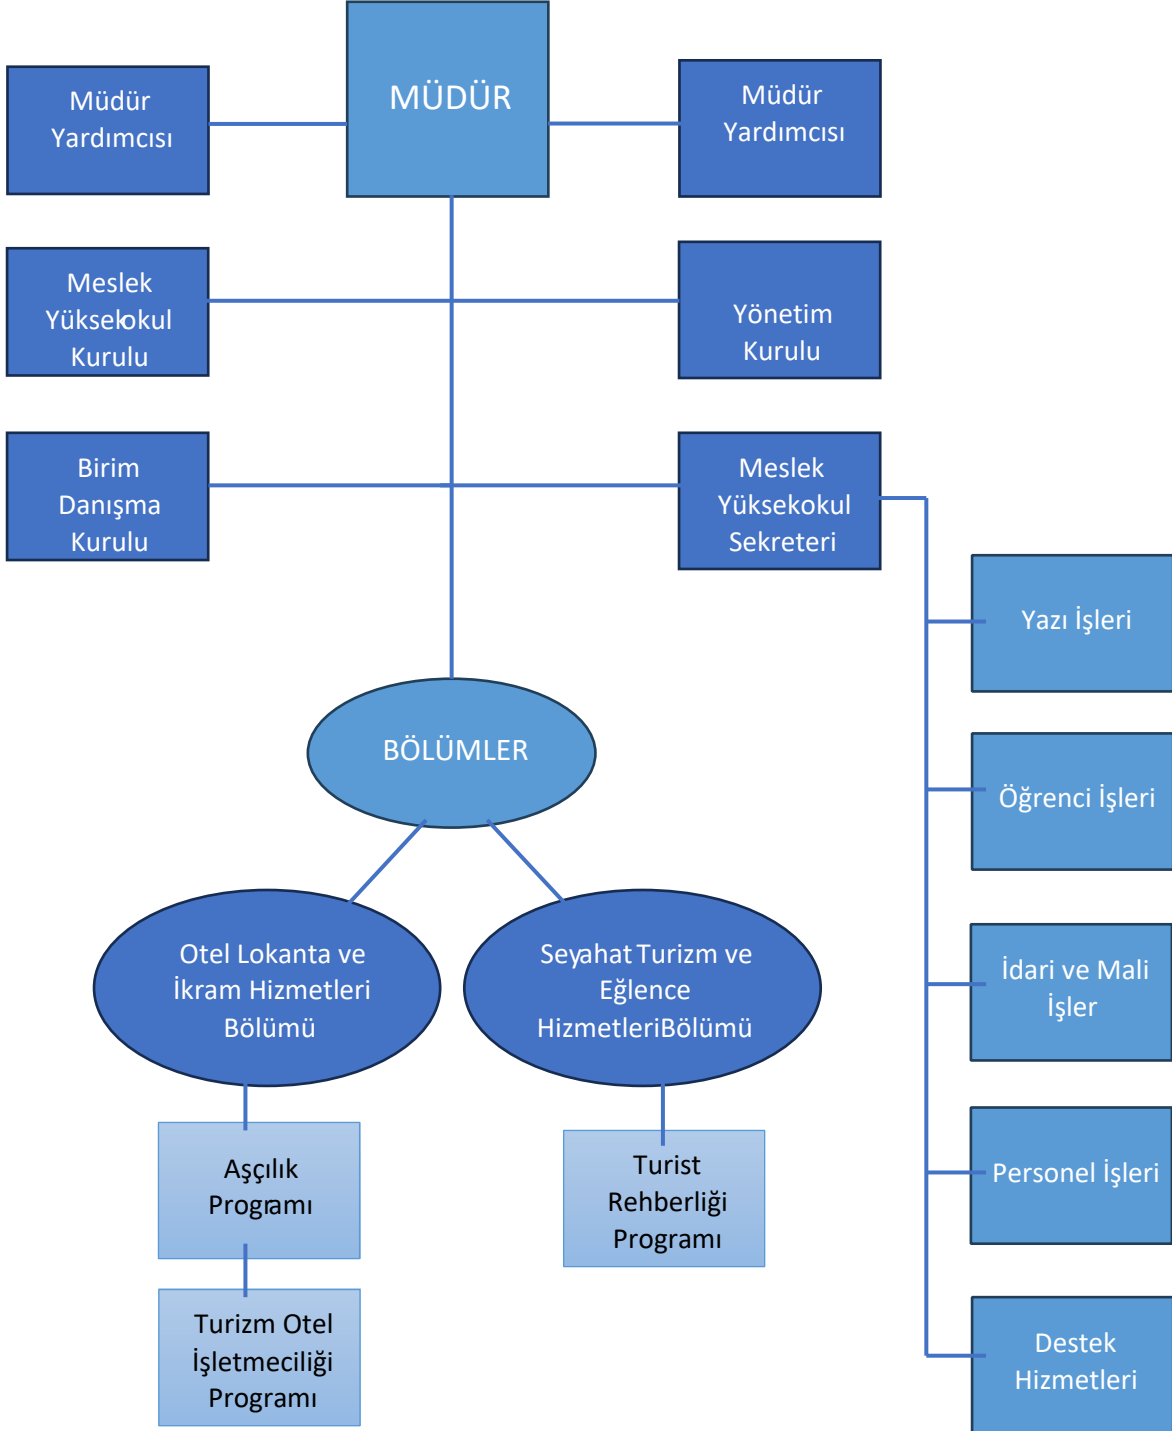 MÜDÜR
Müdür
Yardımcısı
Müdür
Yardımcısı
Meslek
Yüksekokul
Kurulu
Yönetim
Kurulu
Birim
Danışma
Kurulu
Meslek
Yüksekokul
Sekreteri
Yazı İşleri
Öğrenci İşleri
İdari ve Mali
İşler
Personel İşleri
Destek
Hizmetleri
BÖLÜMLER
Otel Lokanta ve
İkram Hizmetleri
Bölümü
Seyahat Turizm ve
Eğlence
HizmetleriBölümü
Aşçılık
Programı
Turizm Otel
İşletmeciliği
Programı
Turist
Rehberliği
Programı